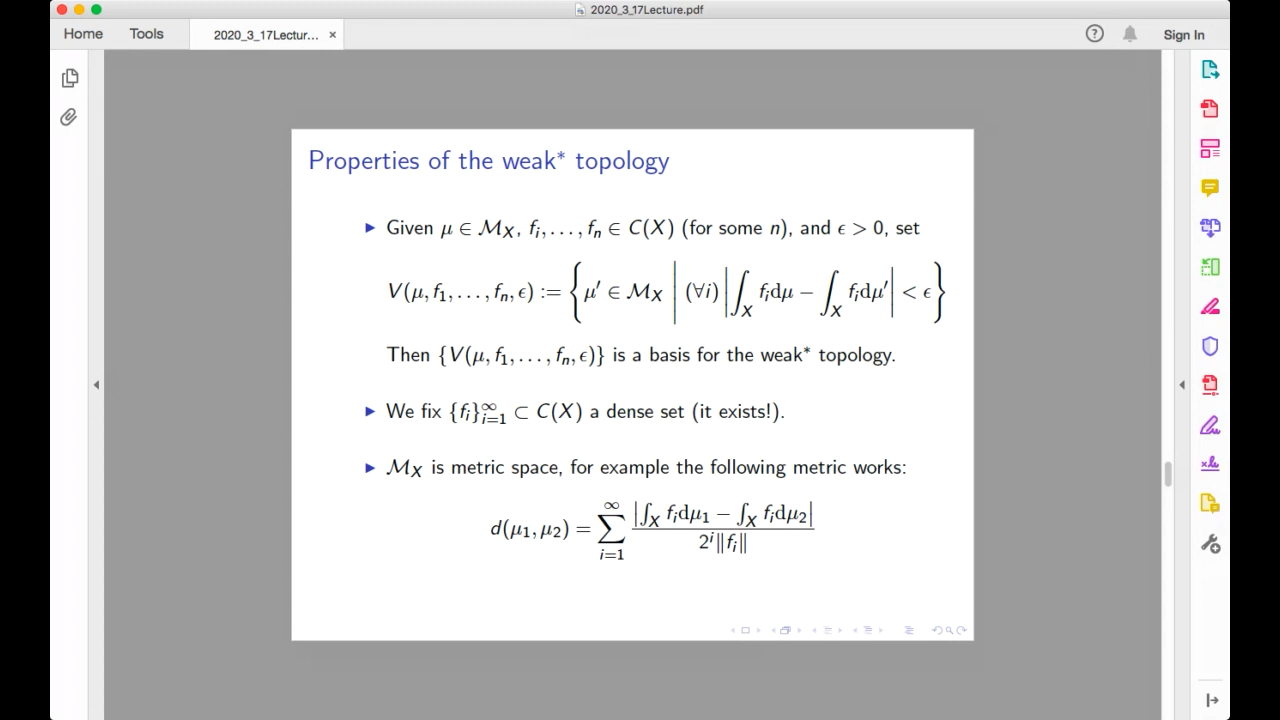 2020_3_17Lecture.pdf
Home Tools 2020_3_17Lectur... × Sign In
Properties of the weak* topology
► Given μ ∈ ℳ_X, f_i, . . . , f_n ∈ C(X) (for some n), and ϵ > 0, set
V(μ, f_1, . . . , f_n, ϵ) := { μ′ ∈ ℳ_X | (∀i) | ∫_X f_i dμ − ∫_X f_i dμ′ | < ϵ }
Then {V(μ, f_1, . . . , f_n, ϵ)} is a basis for the weak* topology.
► We fix {f_i}_{i=1}^∞ ⊂ C(X) a dense set (it exists!).
► ℳ_X is metric space, for example the following metric works:
d(μ_1, μ_2) = ∑_{i=1}^∞ |∫_X f_i dμ_1 − ∫_X f_i dμ_2| / 2^i ‖f_i‖